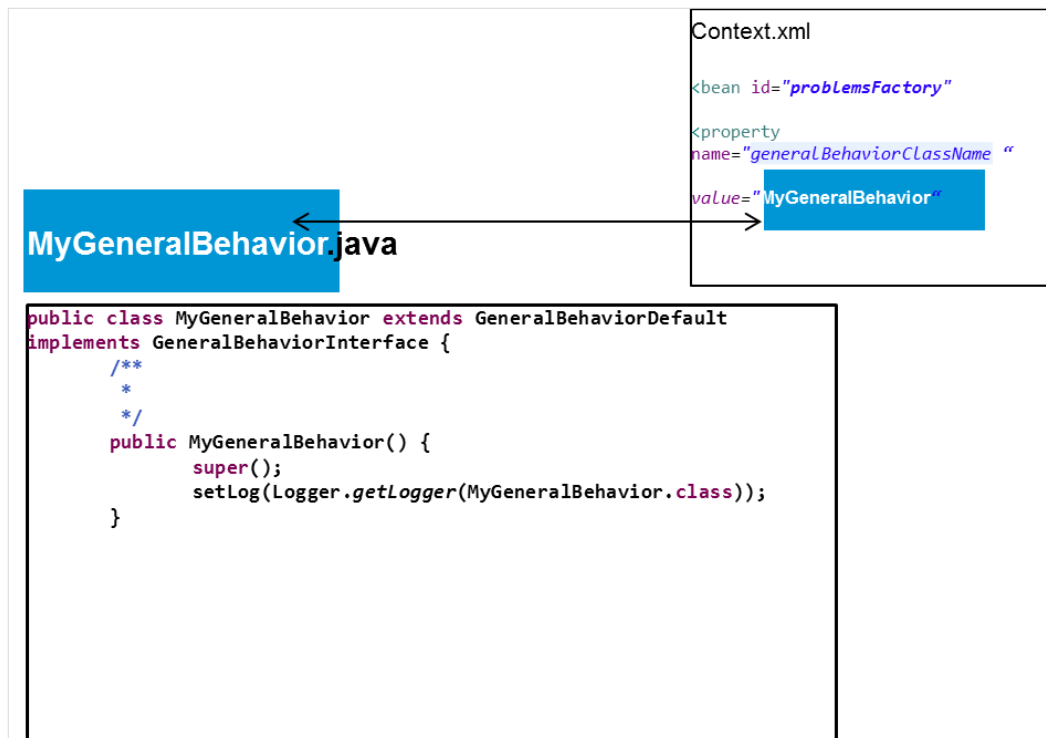 Context.xml
<bean id="problemsFactory"
<property
name="generalBehaviorClassName “
value="MyGeneralBehavior“
MyGeneralBehavior.java
public class MyGeneralBehavior extends GeneralBehaviorDefault
implements GeneralBehaviorInterface {
/**
*
*/
public MyGeneralBehavior() {
super();
setLog(Logger.getLogger(MyGeneralBehavior.class));
}